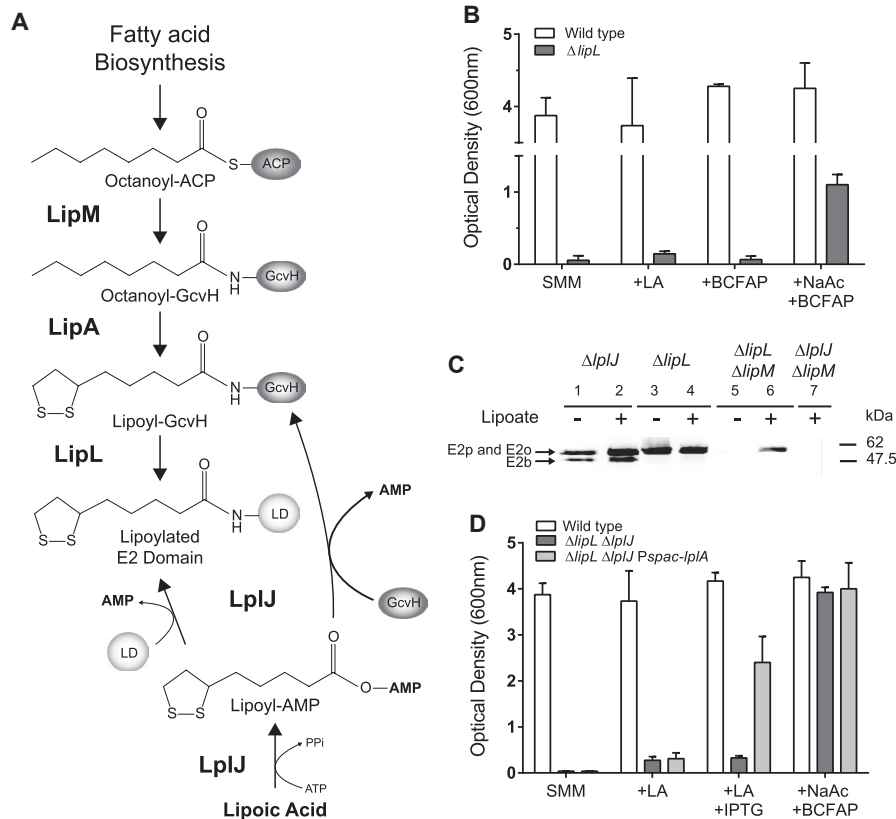 A
Fatty acid
Biosynthesis
O
S
ACP
Octanoyl-ACP
LipM
O
N
H
GcvH
Octanoyl-GcvH
LipA
O
N
H
GcvH
S–S
Lipoyl-GcvH
LipL
O
N
H
LD
S–S
Lipoylated
E2 Domain
AMP
GcvH
LplJ
AMP
LD
O
O–AMP
S–S
Lipoyl-AMP
LplJ
PPi
ATP
Lipoic Acid
B
Wild type
ΔlipL
Optical Density (600nm)
5
4
1
0
SMM
+LA
+BCFAP
+NaAc
+BCFAP
C
ΔlplJ
ΔlipL
ΔlipL
ΔlipM
ΔlplJ
ΔlipM
1 2 3 4 5 6 7
Lipoate - + - + - + +
kDa
E2p and E2o
E2b
62
47.5
D
Wild type
ΔlipL ΔlplJ
ΔlipL ΔlplJ Pspac-lplA
Optical Density (600nm)
5
4
3
2
1
0
SMM
+LA
+LA
+IPTG
+NaAc
+BCFAP